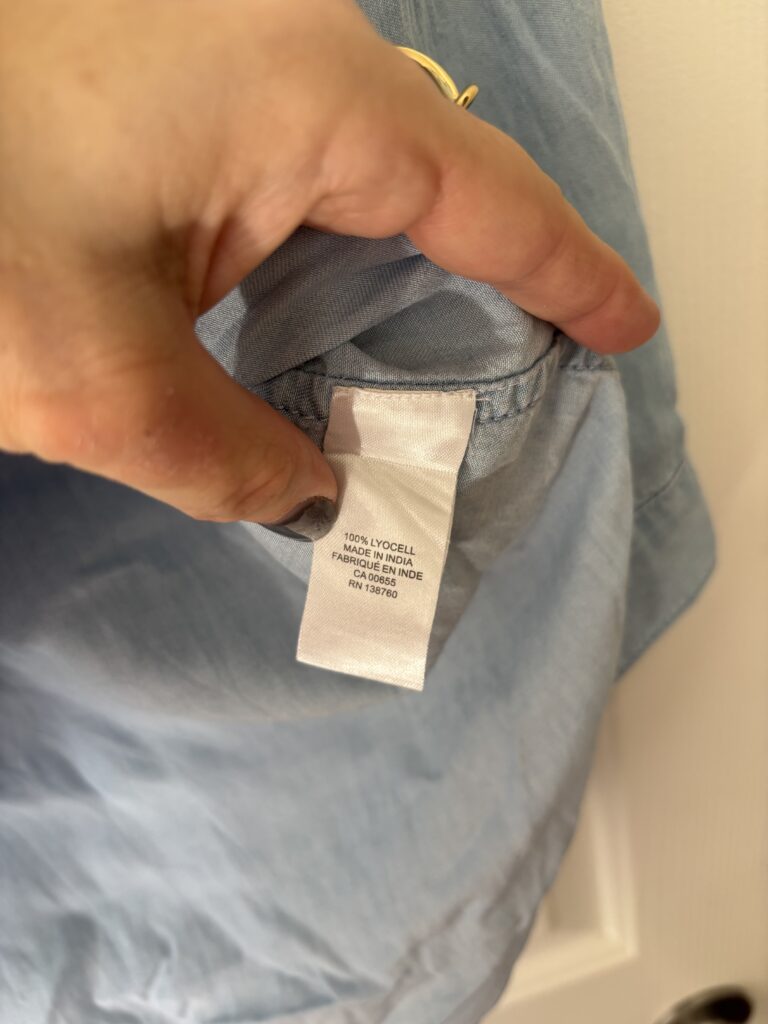 100% LYOCELL
MADE IN INDIA
FABRIQUÉ EN INDE
CA 00655
RN 138760